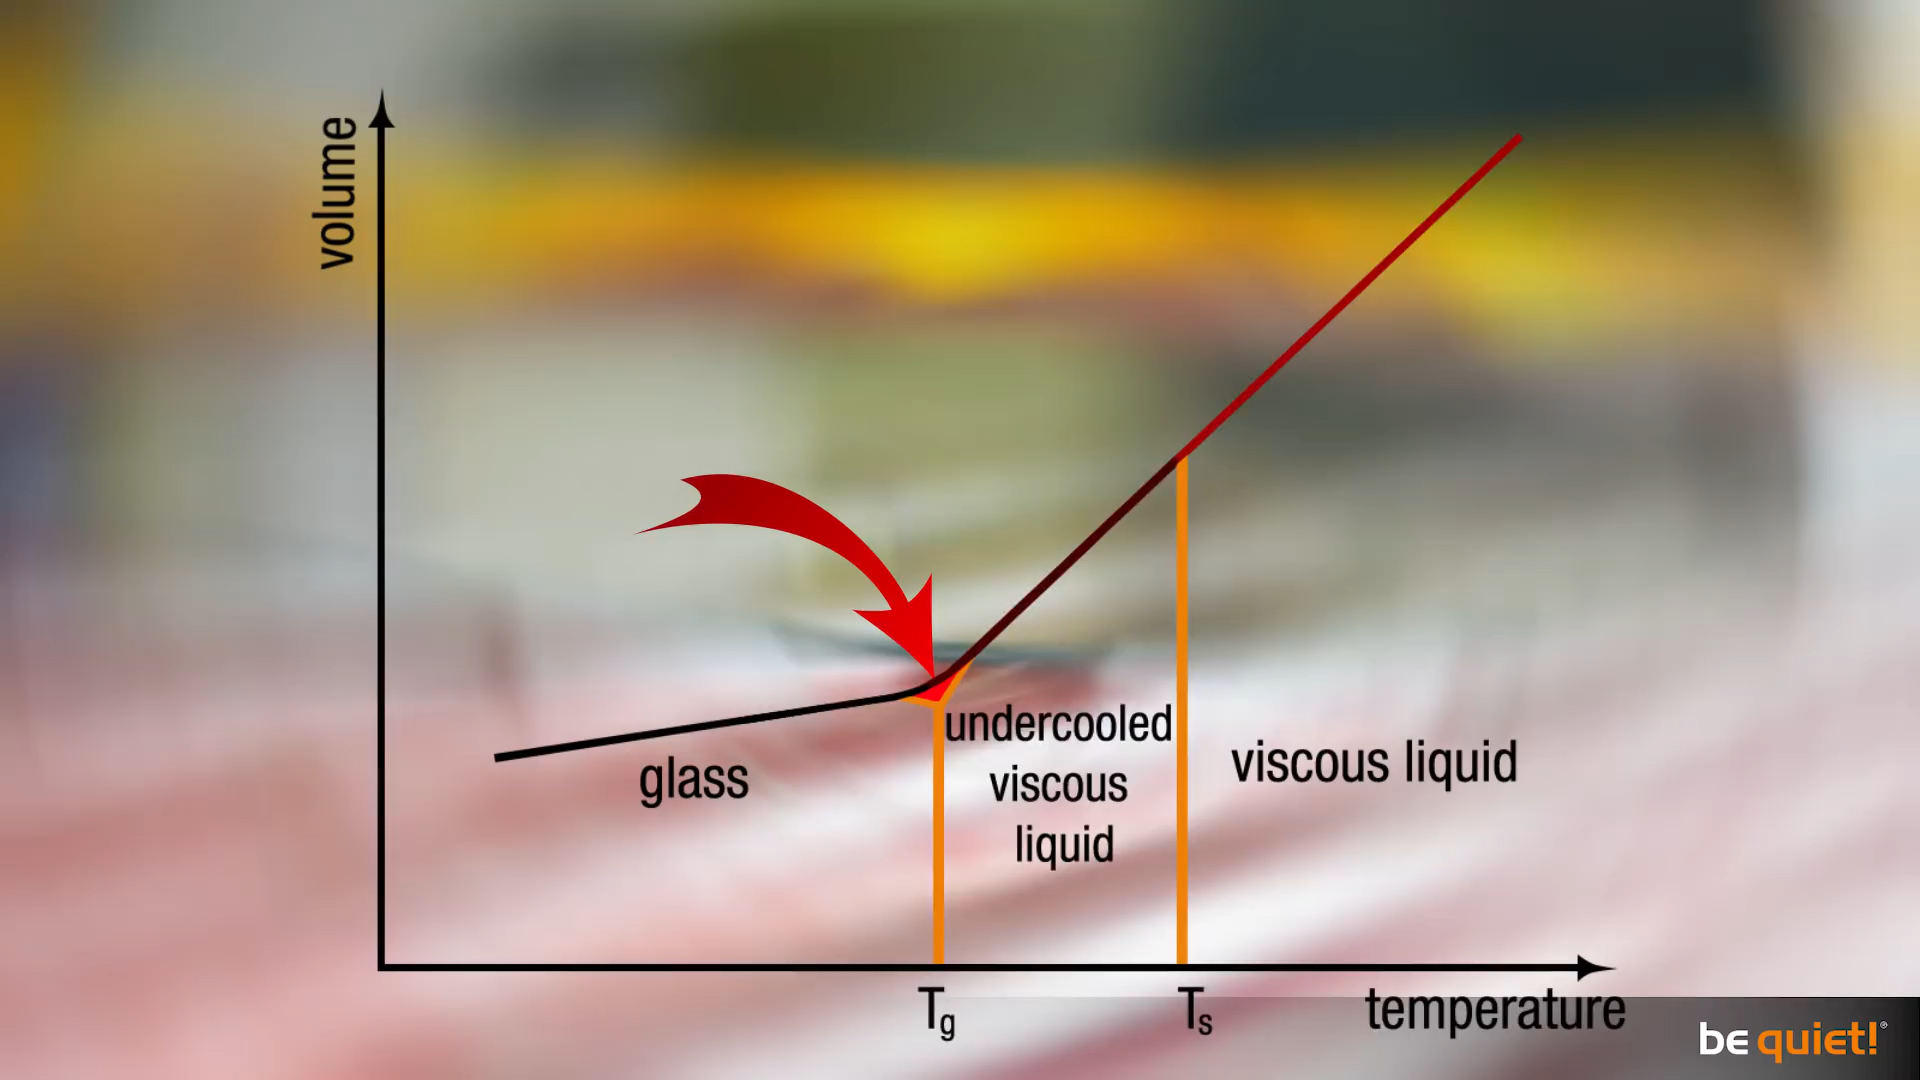 volume
glass
undercooled
viscous
liquid
viscous liquid
Tg
Ts
temperature
be quiet!®